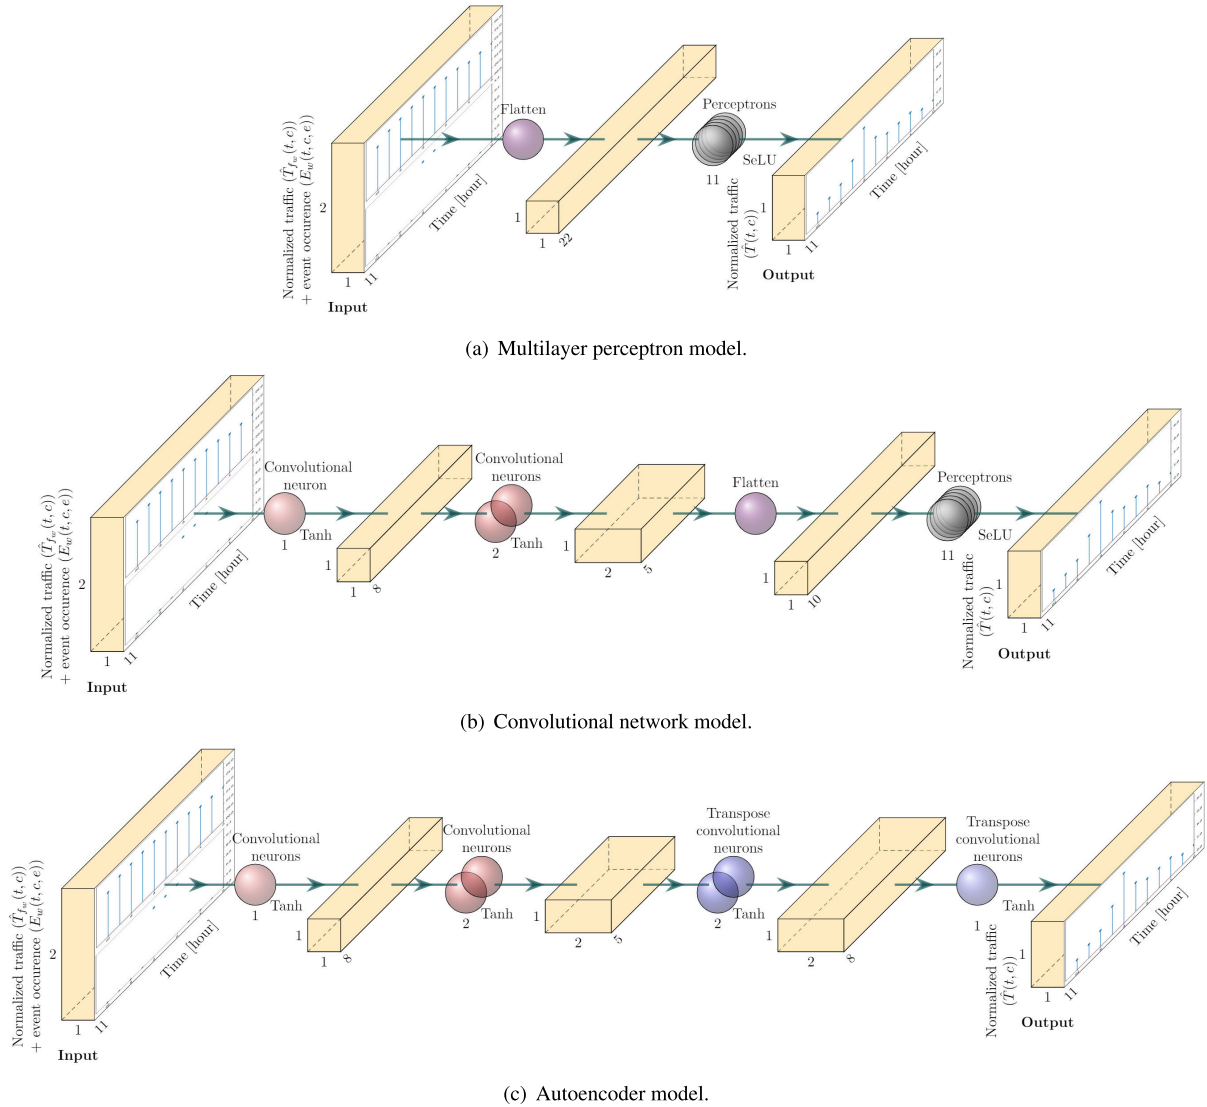 Normalized traffic (T̂_{f_w}(t, c))
+ event occurence (E_w(t, c, e))
2
1
11
Time [hour]
Input
Flatten
1
1
22
Perceptrons
11
SeLU
Normalized traffic
(T̂(t, c))
1
1
11
Time [hour]
Output
(a) Multilayer perceptron model.
Normalized traffic (T̂_{f_w}(t, c))
+ event occurence (E_w(t, c, e))
2
1
11
Time [hour]
Input
Convolutional
neuron
1
Tanh
1
1
8
Convolutional
neurons
2
Tanh
1
2
5
Flatten
1
1
10
Perceptrons
11
SeLU
Normalized traffic
(T̂(t, c))
1
1
11
Time [hour]
Output
(b) Convolutional network model.
Normalized traffic (T̂_{f_w}(t, c))
+ event occurence (E_w(t, c, e))
2
1
11
Time [hour]
Input
Convolutional
neurons
1
Tanh
1
1
8
Convolutional
neurons
2
Tanh
1
2
5
Transpose
convolutional
neurons
2
Tanh
1
2
8
Transpose
convolutional
neurons
1
Tanh
Normalized traffic
(T̂(t, c))
1
1
11
Time [hour]
Output
(c) Autoencoder model.